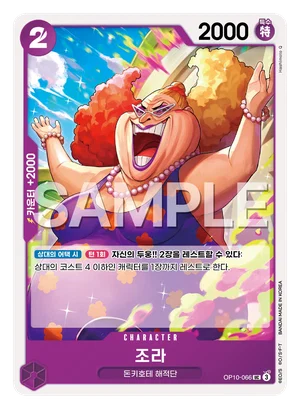 2
2000
특수
特
카운터 +2000
SAMPLE
상대의 어택 시 턴 1회 자신의 두웅!! 2장을 레스트할 수 있다:
상대의 코스트 4 이하인 캐릭터를 1장까지 레스트로 한다.
CHARACTER
조라
돈키호테 해적단
OP10-066 UC 3
BANDAI MADE IN KOREA